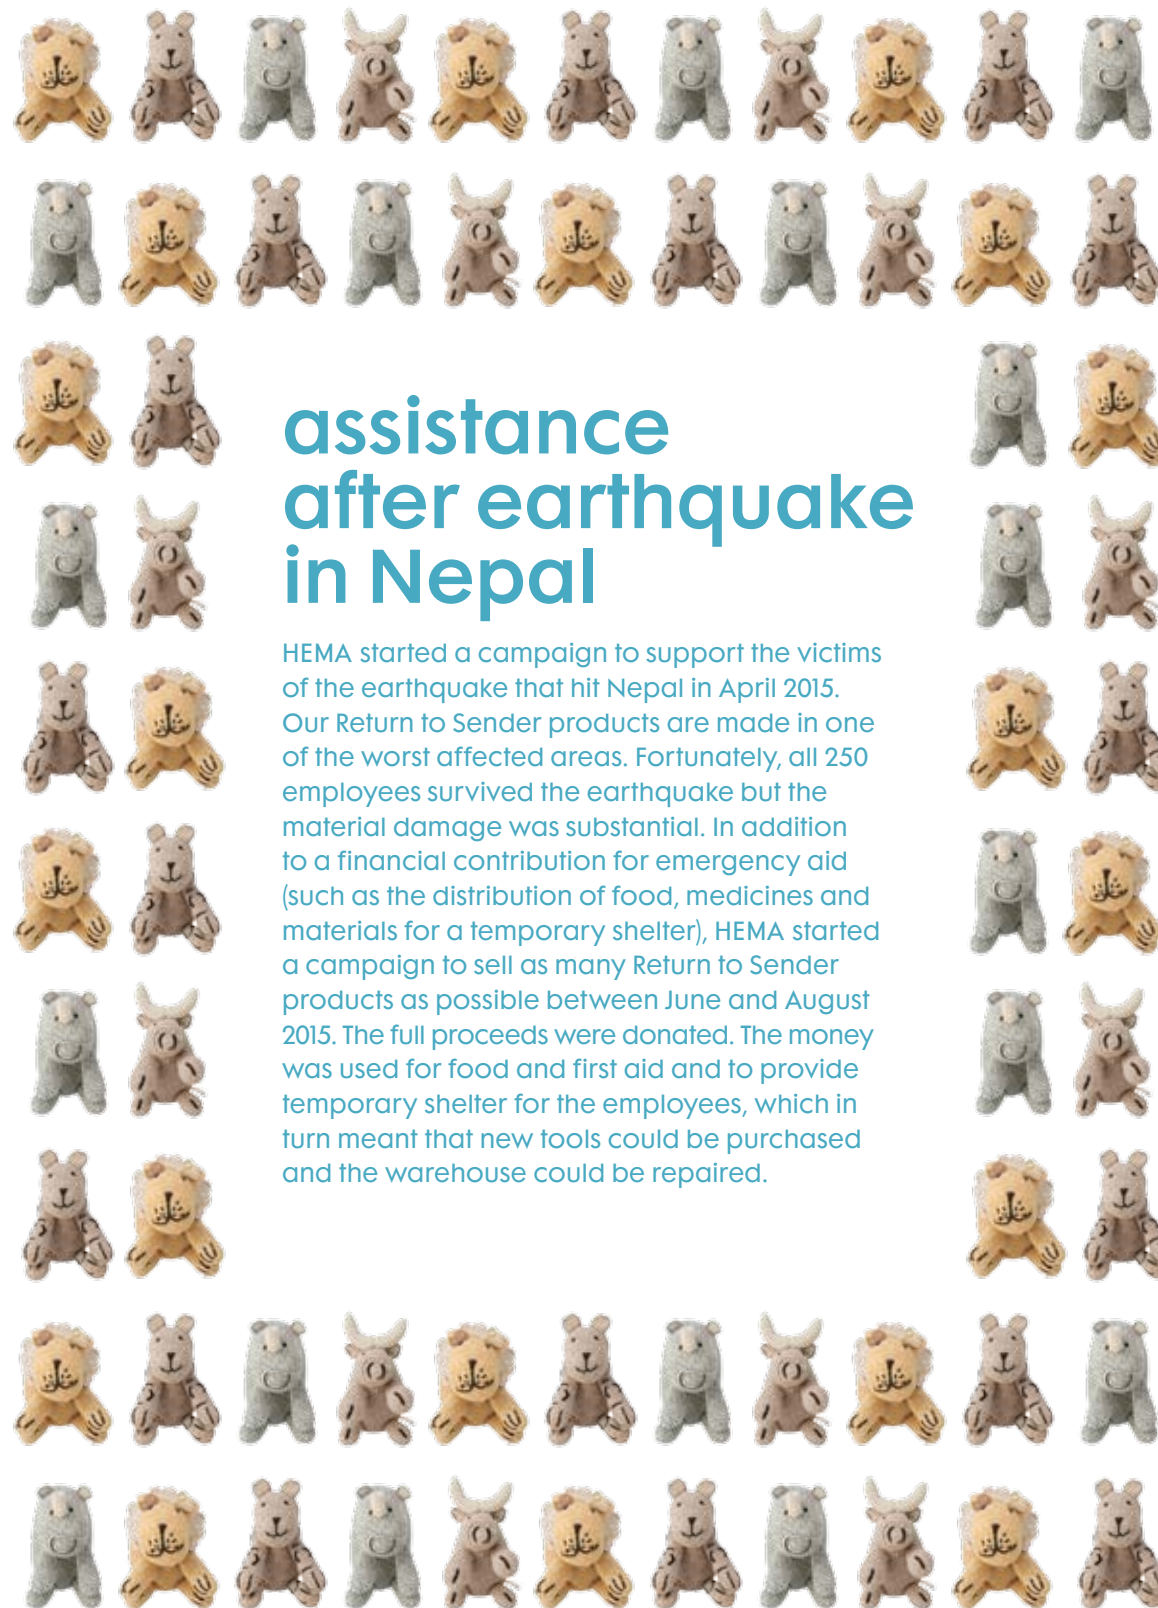 assistance
after earthquake
in Nepal
HEMA started a campaign to support the victims
of the earthquake that hit Nepal in April 2015.
Our Return to Sender products are made in one
of the worst affected areas. Fortunately, all 250
employees survived the earthquake but the
material damage was substantial. In addition
to a financial contribution for emergency aid
(such as the distribution of food, medicines and
materials for a temporary shelter), HEMA started
a campaign to sell as many Return to Sender
products as possible between June and August
2015. The full proceeds were donated. The money
was used for food and first aid and to provide
temporary shelter for the employees, which in
turn meant that new tools could be purchased
and the warehouse could be repaired.